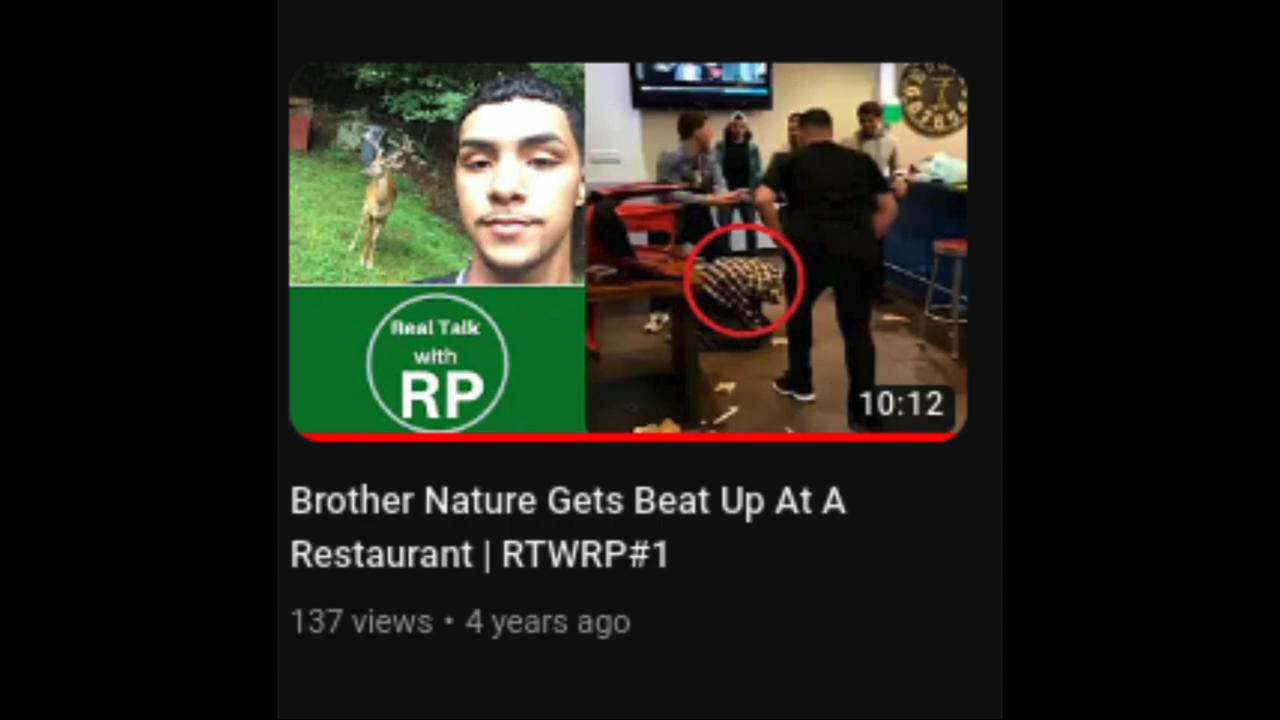 Real Talk
with
RP
10:12
Brother Nature Gets Beat Up At A
Restaurant | RTWRP#1
137 views • 4 years ago